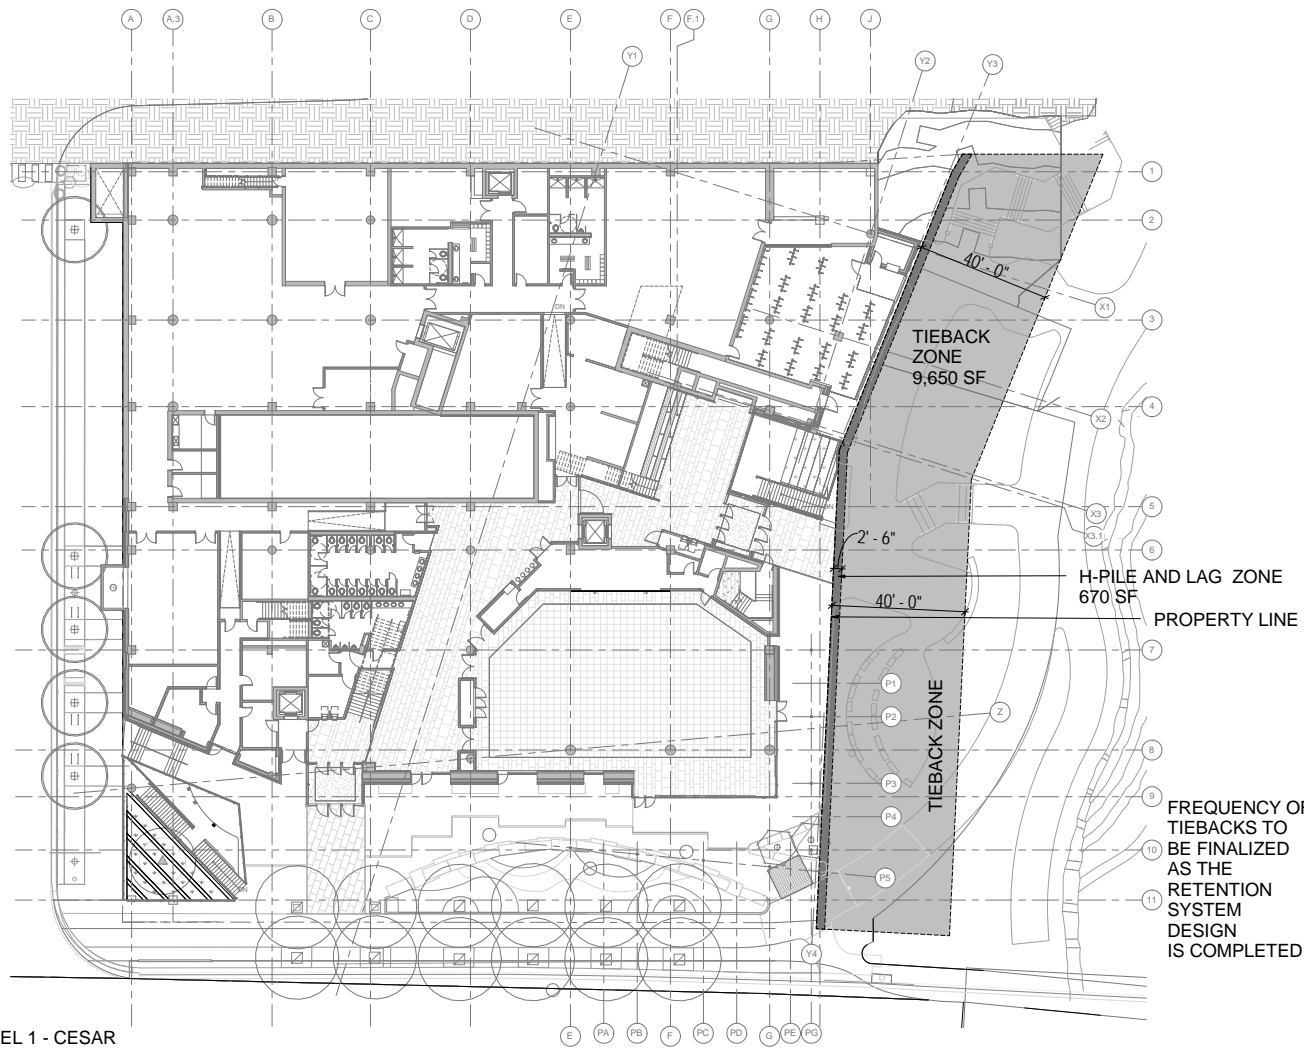 A A.3 B C D E F F.1 G H J
Y1 Y2 Y3
1
2
40' - 0"
X1
3
TIEBACK
ZONE
9,650 SF
DN
4
X2
5
X3
X3.1
DN
6
2' - 6"
H-PILE AND LAG ZONE
670 SF
40' - 0"
PROPERTY LINE
7
P1
P2
Z
TIEBACK ZONE
8
P3
9
P4
FREQUENCY OF
TIEBACKS TO
BE FINALIZED
AS THE
RETENTION
SYSTEM
DESIGN
IS COMPLETED
10
P5
DN
11
Y4
E PA PB F PC PD G PE PG
EL 1 - CESAR